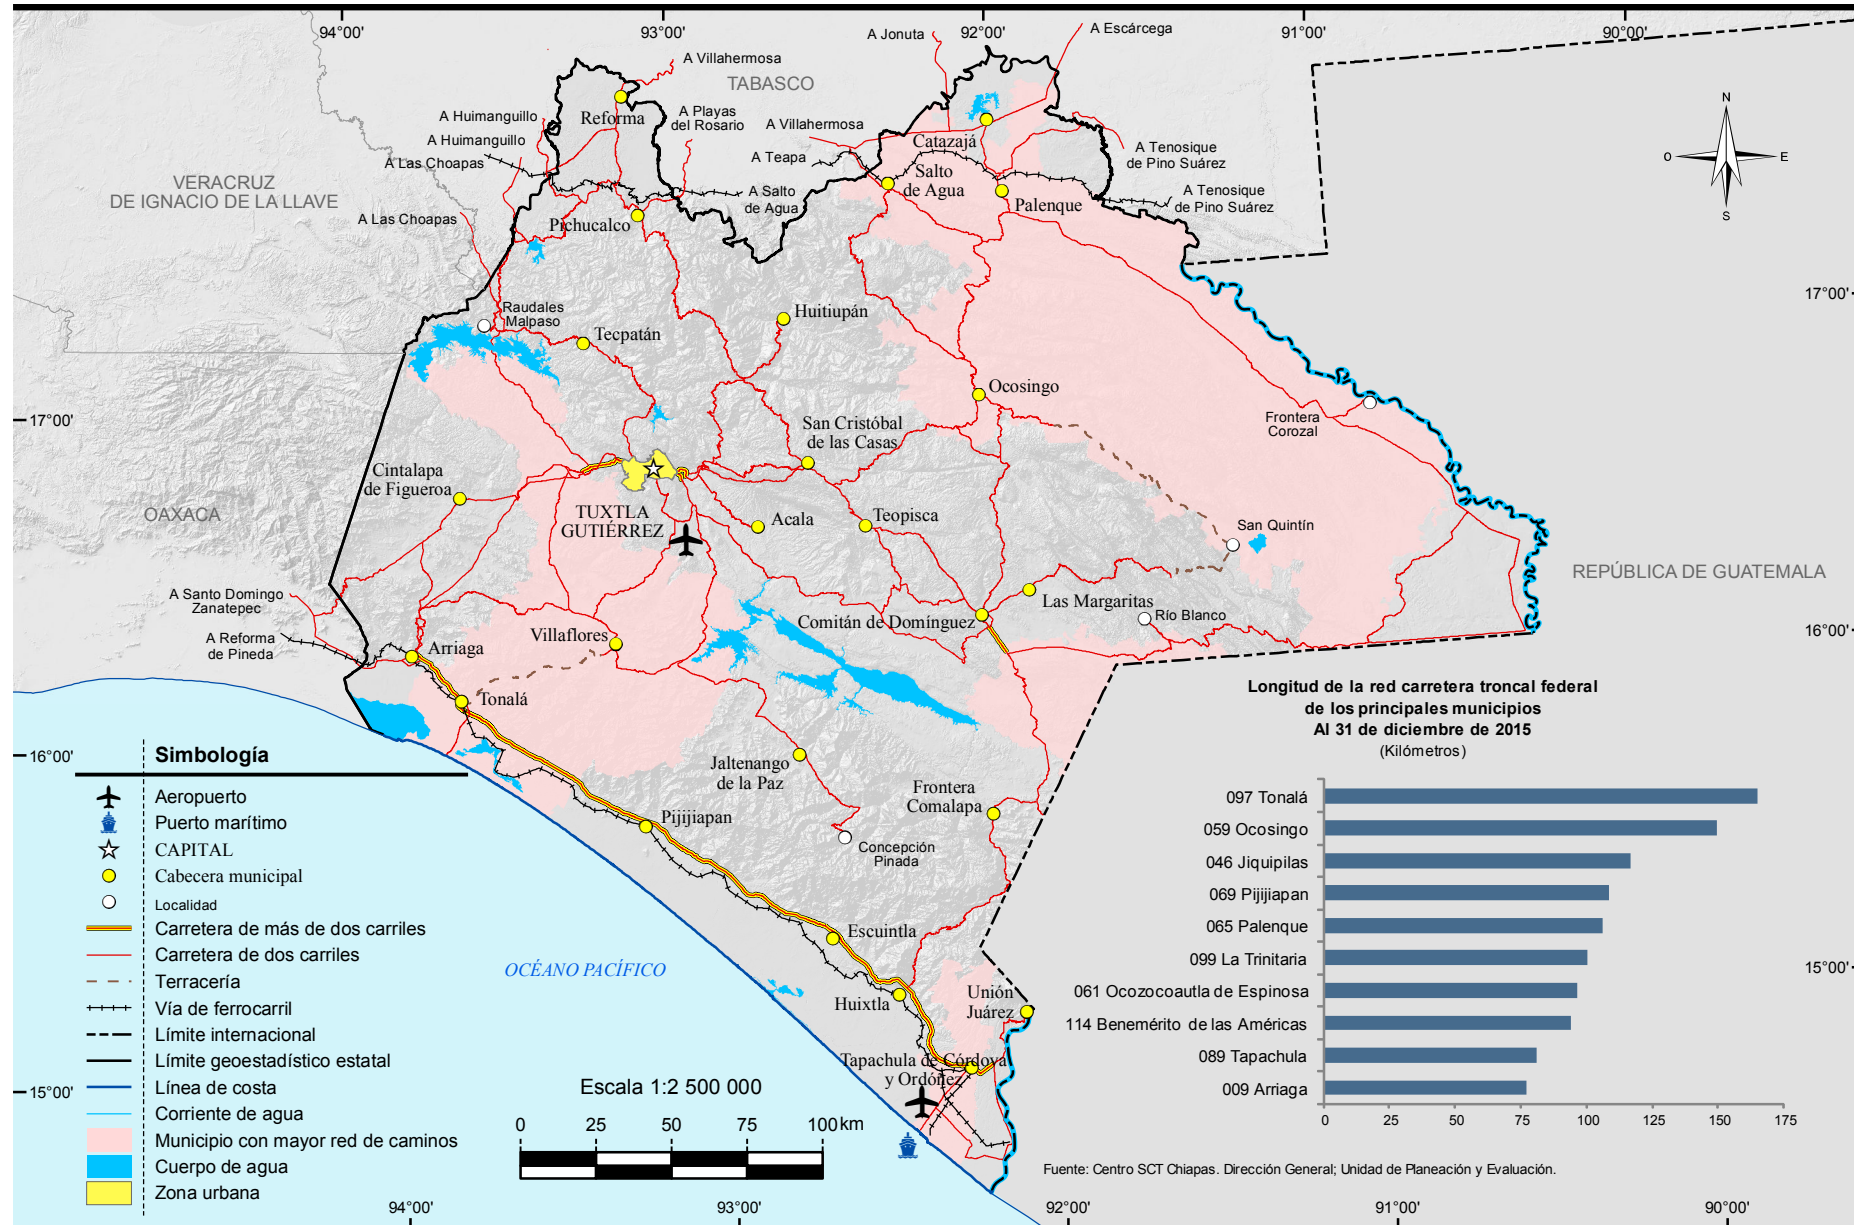 94°00'
93°00'
92°00'
91°00'
90°00'
A Jonuta
A Escárcega
A Villahermosa
TABASCO
Reforma
A Huimanguillo
A Playas
del Rosario
A Villahermosa
A Huimanguillo
Catazajá
A Tenosique
de Pino Suárez
A Las Choapas
A Teapa
Salto
de Agua
A Salto
de Agua
Palenque
A Tenosique
de Pino Suárez
VERACRUZ
DE IGNACIO DE LA LLAVE
A Las Choapas
Pichucalco
N
O
E
S
17°00'
Raudales
Malpaso
Tecpatán
Huitiupán
Ocosingo
17°00'
San Cristóbal
de las Casas
Frontera
Corozal
Cintalapa
de Figueroa
OAXACA
TUXTLA
GUTIÉRREZ
Acala
Teopisca
San Quintín
REPÚBLICA DE GUATEMALA
A Santo Domingo
Zanatepec
Las Margaritas
Río Blanco
Comitán de Domínguez
16°00'
A Reforma
de Pineda
Arriaga
Villaflores
Tonalá
16°00'
Jaltenango
de la Paz
Frontera
Comalapa
Pijijiapan
Concepción
Pinada
Escuintla
OCÉANO PACÍFICO
Huixtla
Unión
Juárez
15°00'
Tapachula de Córdova
y Ordóñez
15°00'
Simbología
Aeropuerto
Puerto marítimo
CAPITAL
Cabecera municipal
Localidad
Carretera de más de dos carriles
Carretera de dos carriles
Terracería
Vía de ferrocarril
Límite internacional
Límite geoestadístico estatal
Línea de costa
Corriente de agua
Municipio con mayor red de caminos
Cuerpo de agua
Zona urbana
Escala 1:2 500 000
0 25 50 75 100 km
Longitud de la red carretera troncal federal
de los principales municipios
Al 31 de diciembre de 2015
(Kilómetros)
097 Tonalá
059 Ocosingo
046 Jiquipilas
069 Pijijiapan
065 Palenque
099 La Trinitaria
061 Ocozocoautla de Espinosa
114 Benemérito de las Américas
089 Tapachula
009 Arriaga
0 25 50 75 100 125 150 175
Fuente: Centro SCT Chiapas. Dirección General; Unidad de Planeación y Evaluación.
94°00'
93°00'
92°00'
91°00'
90°00'